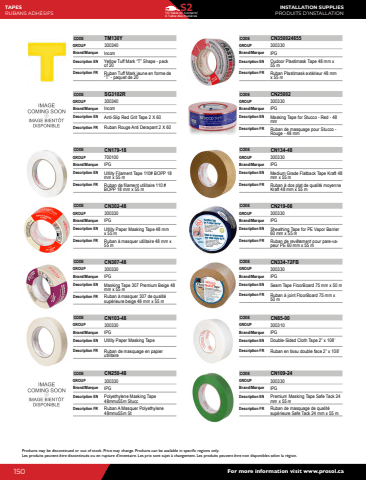 TAPES
RUBANS ADHÉSIFS
S2
INSTALLATION SUPPLIES
PRODUITS D'INSTALLATION
CODE TM130Y
GROUP 300340
Brand/Marque Incom
Description EN Yellow Tuff Mark "T" Shape - pack
of 20
Description FR Ruban Tuff Mark jaune en forme de
"T" - paquet de 20
CODE CN350024855
GROUP 300330
Brand/Marque IPG
Description EN Oudoor Plastimask Tape 48 mm x
55 m
Description FR Ruban Plastimask extérieur 48 mm
x 55 m
IMAGE
COMING SOON
-
IMAGE BIENTÔT
DISPONIBLE
CODE SG3102R
GROUP 300340
Brand/Marque Incom
Description EN Anti-Slip Red Grit Tape 2 X 60
Description FR Ruban Rouge Anti Derapant 2 X 60
CODE CN25802
GROUP 300330
Brand/Marque IPG
Description EN Masking Tape for Stucco - Red - 48
mm
Description FR Ruban de masquage pour Stucco -
Rouge - 48 mm
CODE CN179-18
GROUP 700100
Brand/Marque IPG
Description EN Utility Filament Tape 110# BOPP 18
mm x 55 m
Description FR Ruban de filament utilitaire 110#
BOPP 18 mm x 55 m
CODE CN134-48
GROUP 300330
Brand/Marque IPG
Description EN Medium Grade Flatback Tape Kraft 48
mm x 55 m
Description FR Ruban à dos plat de qualité moyenne
Kraft 48 mm x 55 m
CODE CN302-48
GROUP 300330
Brand/Marque IPG
Description EN Utility Paper Masking Tape 48 mm
x 55 m
Description FR Ruban à masquer utilitaire 48 mm x
55 m
CODE CN219-60
GROUP 300330
Brand/Marque IPG
Description EN Sheathing Tape for PE Vapor Barrier
60 mm x 55 m
Description FR Ruban de revêtement pour pare-va-
peur PE 60 mm x 55 m
CODE CN307-48
GROUP 300330
Brand/Marque IPG
Description EN Masking Tape 307 Premium Beige 48
mm x 55 m
Description FR Ruban à masquer 307 de qualité
supérieure beige 48 mm x 55 m
CODE CN334-72FB
GROUP 300330
Brand/Marque IPG
Description EN Seam Tape FloorBoard 75 mm x 50 m
Description FR Ruban à joint FloorBoard 75 mm x
50 m
CODE CN103-48
GROUP 300330
Brand/Marque IPG
Description EN Utility Paper Masking Tape
Description FR Ruban de masquage en papier
utilitaire
CODE CN85-00
GROUP 300310
Brand/Marque IPG
Description EN Double-Sided Cloth Tape 2" x 108'
Description FR Ruban en tissu double face 2" x 108'
IMAGE
COMING SOON
-
IMAGE BIENTÔT
DISPONIBLE
CODE CN250-48
GROUP 300330
Brand/Marque IPG
Description EN Polyethylene Masking Tape
48mmx55m Stucc
Description FR Ruban A Masquer Polyethylene
48mmx55m St
CODE CN109-24
GROUP 300330
Brand/Marque IPG
Description EN Premium Masking Tape Safe Tack 24
mm x 55 m
Description FR Ruban de masquage de qualité
supérieure Safe Tack 24 mm x 55 m
Products may be discontinued or out of stock. Price may change. Products can be available in specific regions only.
Les produits peuvent être discontinués ou en rupture d'inventaire. Les prix sont sujet à changement. Les produits peuvent être non disponibles selon la région.
150
For more information visit www.prosol.ca